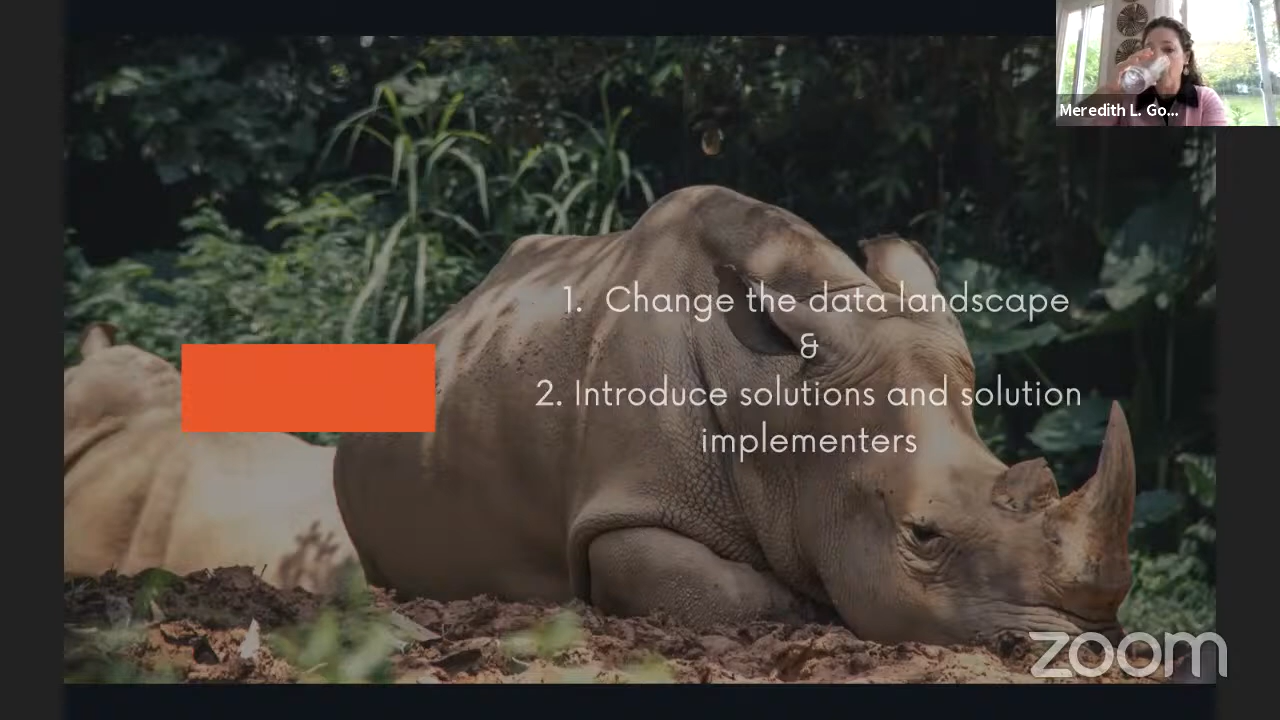 Meredith L. Go...
1. Change the data landscape
&
2. Introduce solutions and solution
implementers
zoom